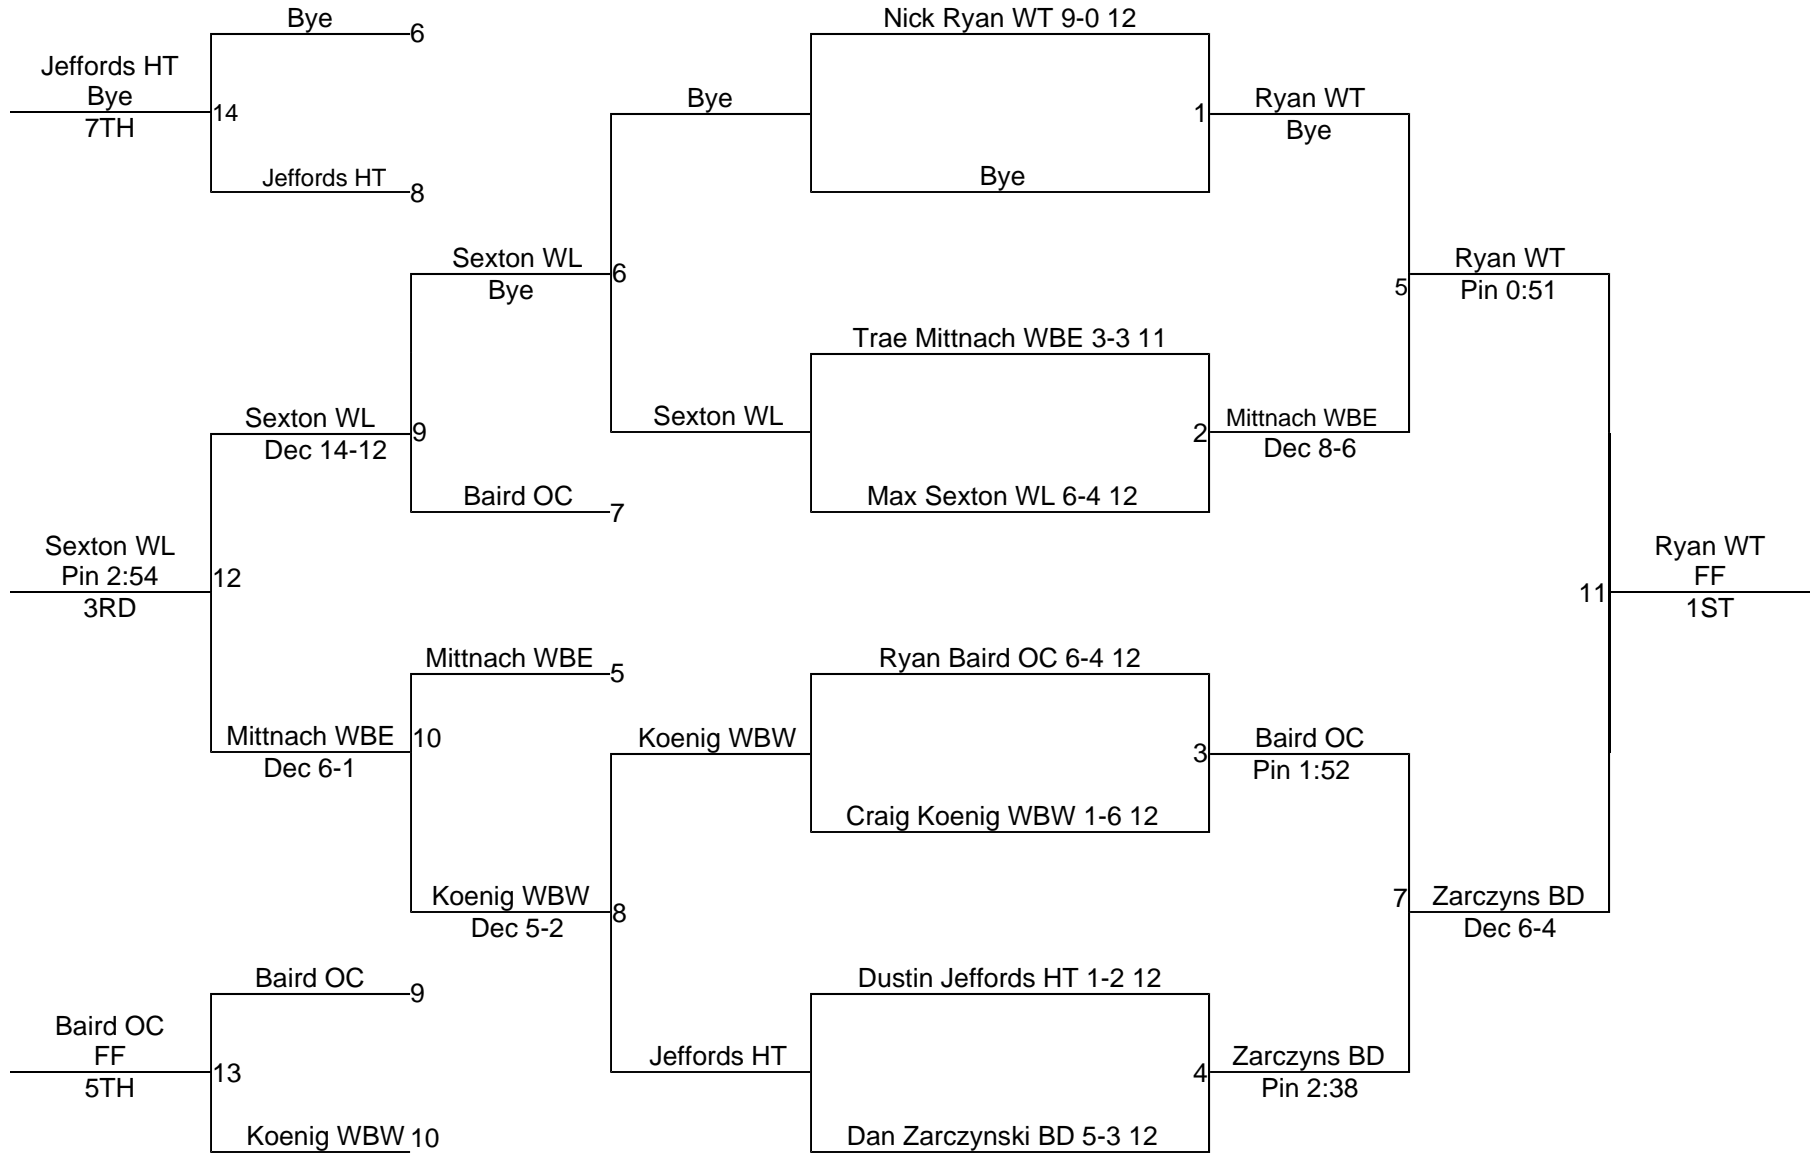 Bye
6
Jeffords HT
Bye
7TH
14
Jeffords HT
8
Sexton WL
Bye
6
Sexton WL
Dec 14-12
9
Baird OC
7
Sexton WL
Pin 2:54
3RD
12
Mittnach WBE
5
Mittnach WBE
Dec 6-1
10
Koenig WBW
Dec 5-2
8
Baird OC
9
Baird OC
FF
5TH
13
Koenig WBW
10
Bye
Sexton WL
Koenig WBW
Jeffords HT
Nick Ryan WT 9-0 12
1
Bye
Trae Mittnach WBE 3-3 11
2
Max Sexton WL 6-4 12
Ryan Baird OC 6-4 12
3
Craig Koenig WBW 1-6 12
Dustin Jeffords HT 1-2 12
4
Dan Zarczynski BD 5-3 12
Ryan WT
Bye
5
Mittnach WBE
Dec 8-6
Baird OC
Pin 1:52
7
Zarczyns BD
Pin 2:38
Ryan WT
Pin 0:51
11
Zarczyns BD
Dec 6-4
Ryan WT
FF
1ST